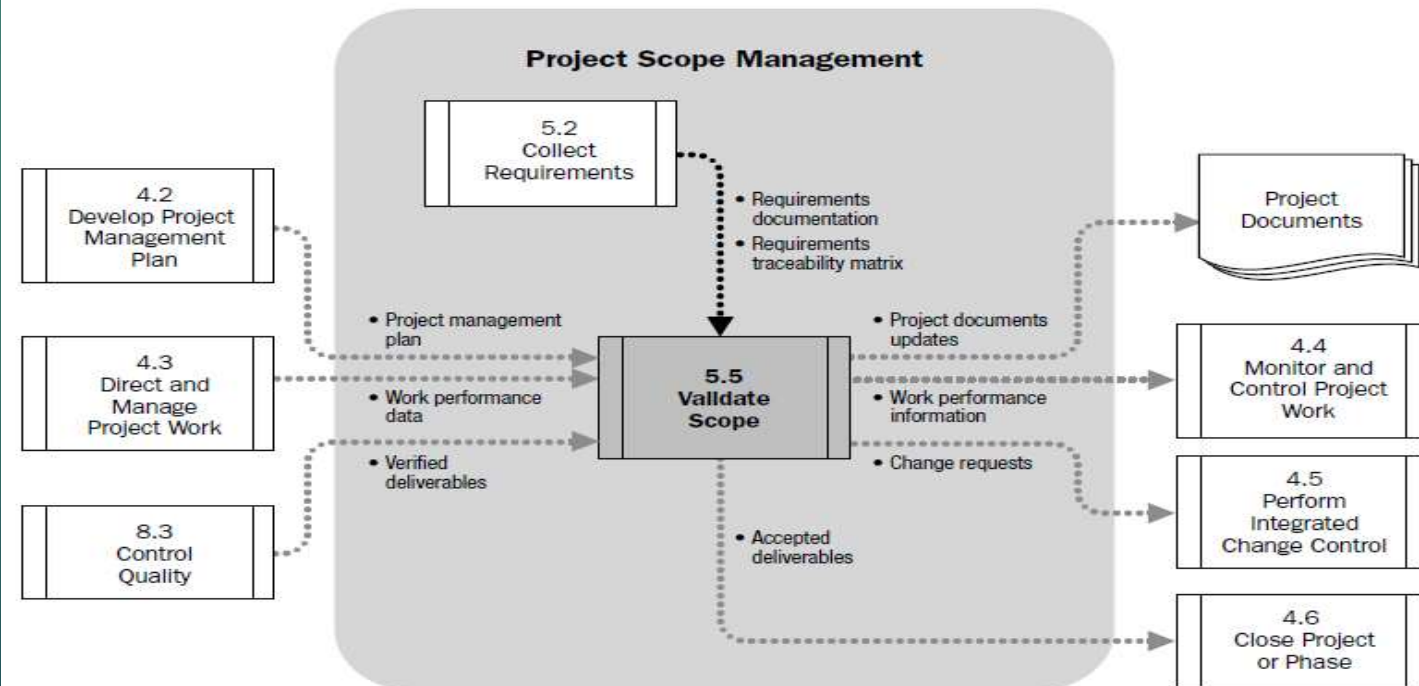 Project Scope Management
5.2
Collect
Requirements
4.2
Develop Project
Management
Plan
• Requirements
documentation
• Requirements
traceability matrix
Project
Documents
• Project management
plan
• Project documents
updates
4.3
Direct and
Manage
Project Work
5.5
Validate
Scope
4.4
Monitor and
Control Project
Work
• Work performance
data
• Work performance
information
• Verified
deliverables
• Change requests
8.3
Control
Quality
4.5
Perform
Integrated
Change Control
• Accepted
deliverables
4.6
Close Project
or Phase